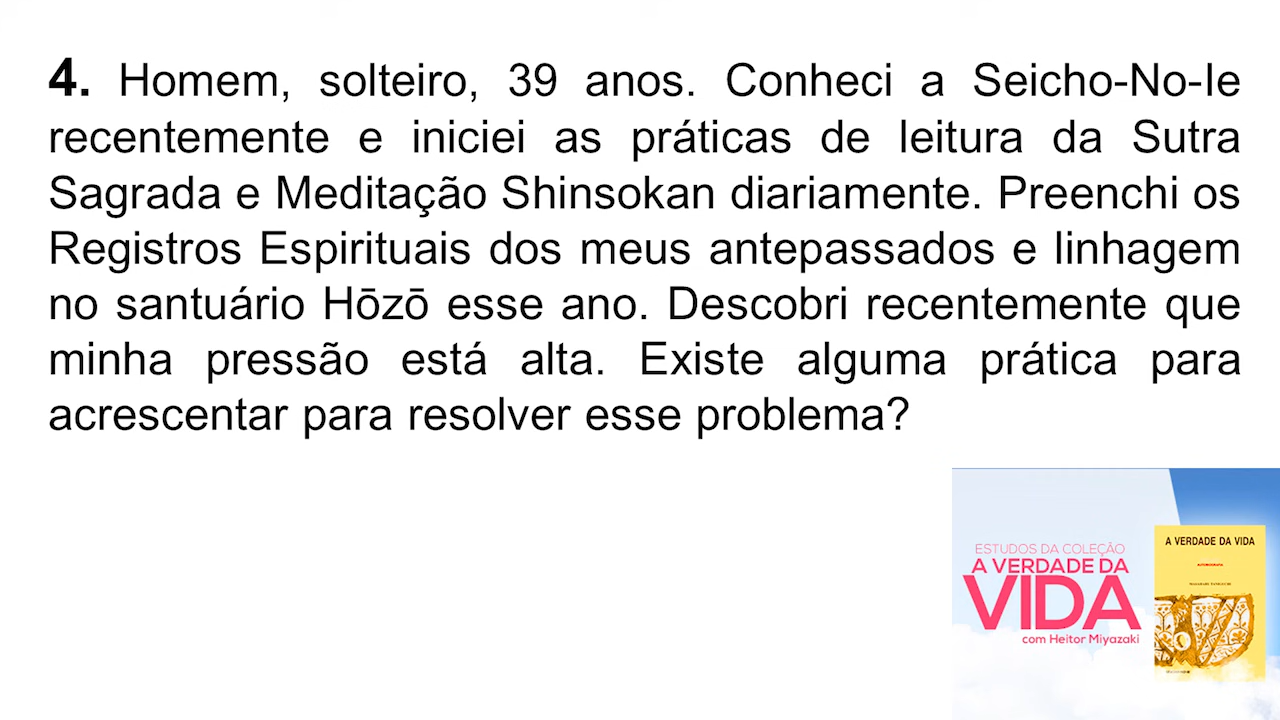 4. Homem, solteiro, 39 anos. Conheci a Seicho-No-Ie
recentemente e iniciei as práticas de leitura da Sutra
Sagrada e Meditação Shinsokan diariamente. Preenchi os
Registros Espirituais dos meus antepassados e linhagem
no santuário Hōzō esse ano. Descobri recentemente que
minha pressão está alta. Existe alguma prática para
acrescentar para resolver esse problema?
ESTUDOS DA COLEÇÃO
A VERDADE DA
VIDA
com Heitor Miyazaki
A VERDADE DA VIDA